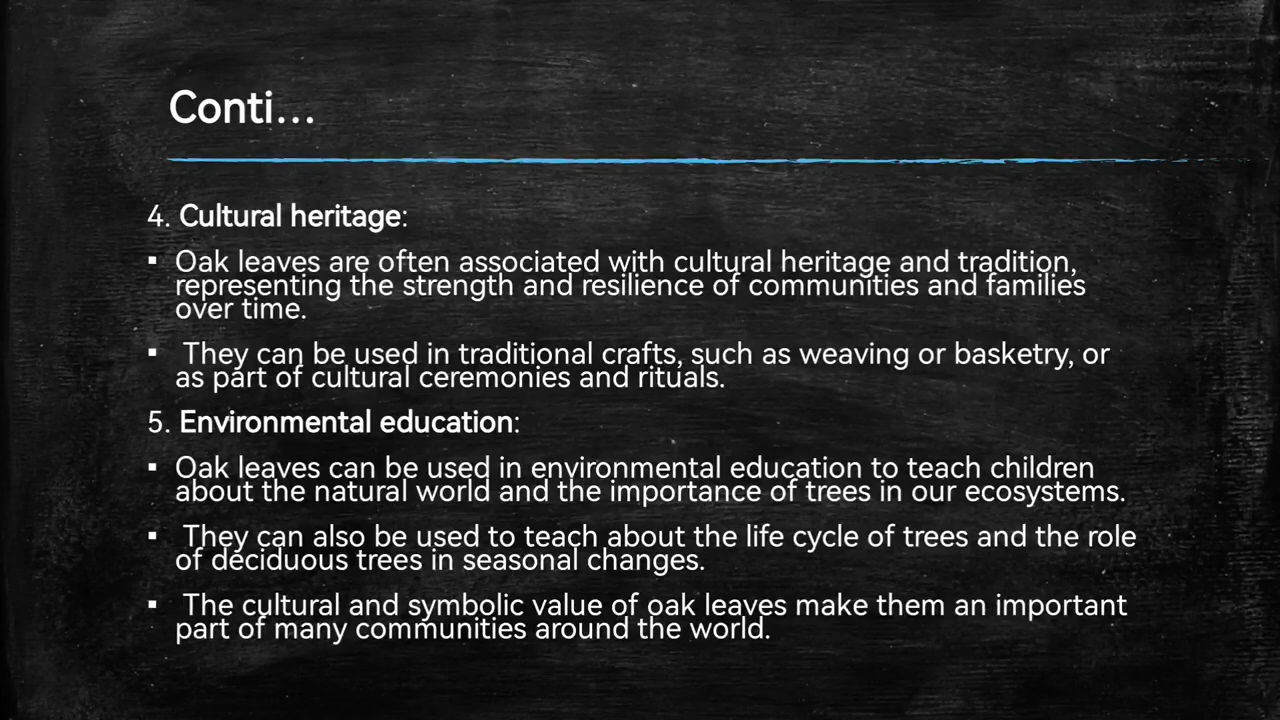 Conti...
4. Cultural heritage:
▪ Oak leaves are often associated with cultural heritage and tradition,
representing the strength and resilience of communities and families
over time.
▪ They can be used in traditional crafts, such as weaving or basketry, or
as part of cultural ceremonies and rituals.
5. Environmental education:
▪ Oak leaves can be used in environmental education to teach children
about the natural world and the importance of trees in our ecosystems.
▪ They can also be used to teach about the life cycle of trees and the role
of deciduous trees in seasonal changes.
▪ The cultural and symbolic value of oak leaves make them an important
part of many communities around the world.